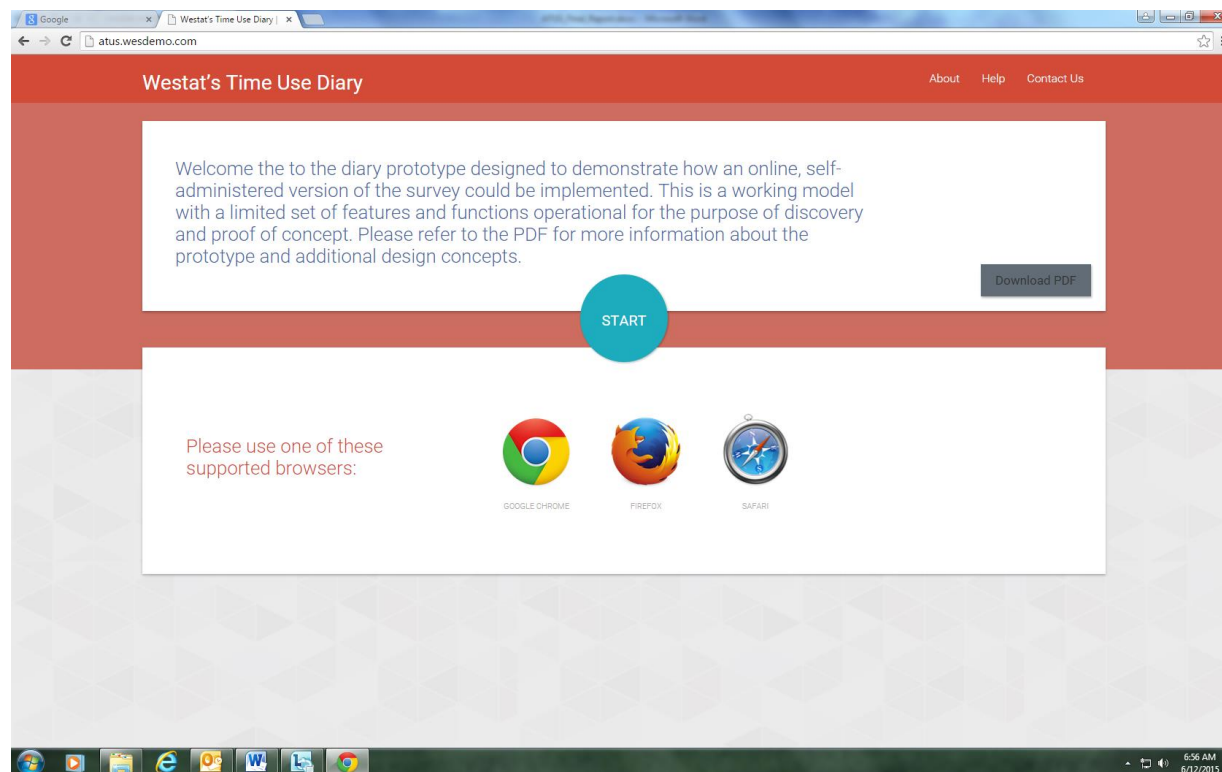 Google
Westat's Time Use Diary |
ATUS_Final_Report.docx - Microsoft Word
atus.wesdemo.com
Westat's Time Use Diary
About Help Contact Us
Welcome the to the diary prototype designed to demonstrate how an online, self-
administered version of the survey could be implemented. This is a working model
with a limited set of features and functions operational for the purpose of discovery
and proof of concept. Please refer to the PDF for more information about the
prototype and additional design concepts.
Download PDF
START
Please use one of these
supported browsers:
GOOGLE CHROME FIREFOX SAFARI
6:56 AM
6/12/2015